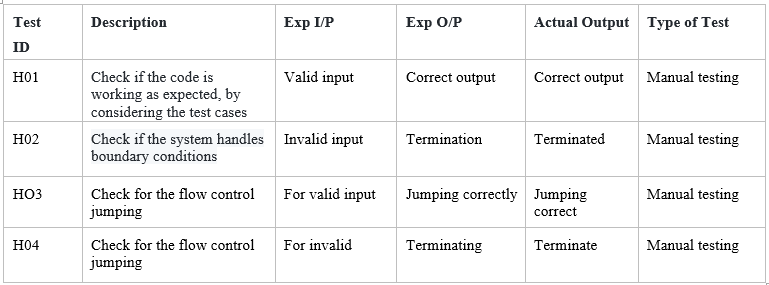 Test ID Description Exp I/P Exp O/P Actual Output Type of Test
H01 Check if the code is working as expected, by considering the test cases Valid input Correct output Correct output Manual testing
H02 Check if the system handles boundary conditions Invalid input Termination Terminated Manual testing
HO3 Check for the flow control jumping For valid input Jumping correctly Jumping correct Manual testing
H04 Check for the flow control jumping For invalid Terminating Terminate Manual testing